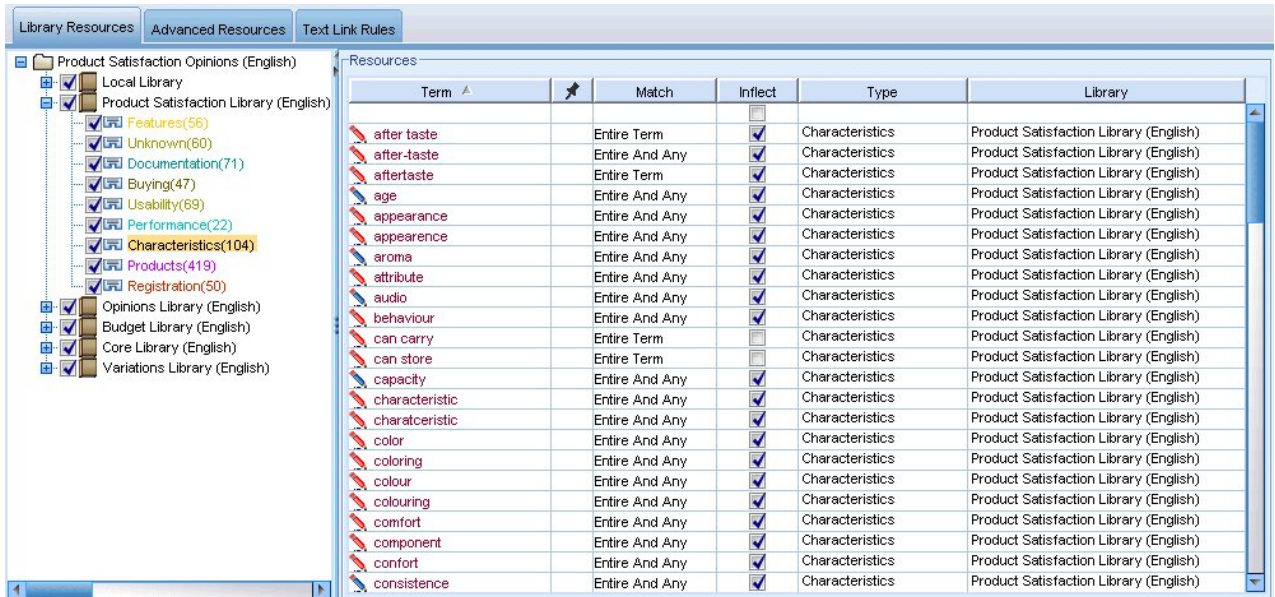 Library Resources Advanced Resources Text Link Rules
Product Satisfaction Opinions (English)
Local Library
Product Satisfaction Library (English)
Features(56)
Unknown(60)
Documentation(71)
Buying(47)
Usability(69)
Performance(22)
Characteristics(104)
Products(419)
Registration(50)
Opinions Library (English)
Budget Library (English)
Core Library (English)
Variations Library (English)
Resources
Term Match Inflect Type Library
after taste Entire Term Characteristics Product Satisfaction Library (English)
after-taste Entire And Any Characteristics Product Satisfaction Library (English)
aftertaste Entire Term Characteristics Product Satisfaction Library (English)
age Entire And Any Characteristics Product Satisfaction Library (English)
appearance Entire And Any Characteristics Product Satisfaction Library (English)
appearence Entire And Any Characteristics Product Satisfaction Library (English)
aroma Entire And Any Characteristics Product Satisfaction Library (English)
attribute Entire And Any Characteristics Product Satisfaction Library (English)
audio Entire And Any Characteristics Product Satisfaction Library (English)
behaviour Entire And Any Characteristics Product Satisfaction Library (English)
can carry Entire Term Characteristics Product Satisfaction Library (English)
can store Entire Term Characteristics Product Satisfaction Library (English)
capacity Entire And Any Characteristics Product Satisfaction Library (English)
characteristic Entire And Any Characteristics Product Satisfaction Library (English)
charatceristic Entire And Any Characteristics Product Satisfaction Library (English)
color Entire And Any Characteristics Product Satisfaction Library (English)
coloring Entire And Any Characteristics Product Satisfaction Library (English)
colour Entire And Any Characteristics Product Satisfaction Library (English)
colouring Entire And Any Characteristics Product Satisfaction Library (English)
comfort Entire And Any Characteristics Product Satisfaction Library (English)
component Entire And Any Characteristics Product Satisfaction Library (English)
confort Entire And Any Characteristics Product Satisfaction Library (English)
consistence Entire And Any Characteristics Product Satisfaction Library (English)